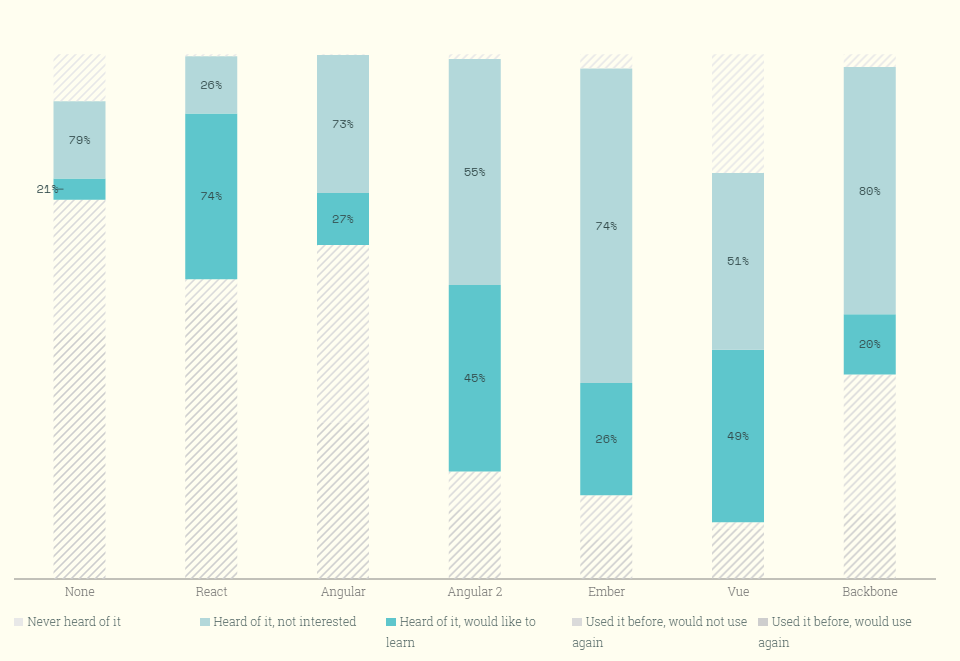 26%
79%
73%
55%
21%
74%
27%
74%
80%
51%
45%
20%
26%
49%
None
React
Angular
Angular 2
Ember
Vue
Backbone
Never heard of it
Heard of it, not interested
Heard of it, would like to
learn
Used it before, would not use
again
Used it before, would use
again